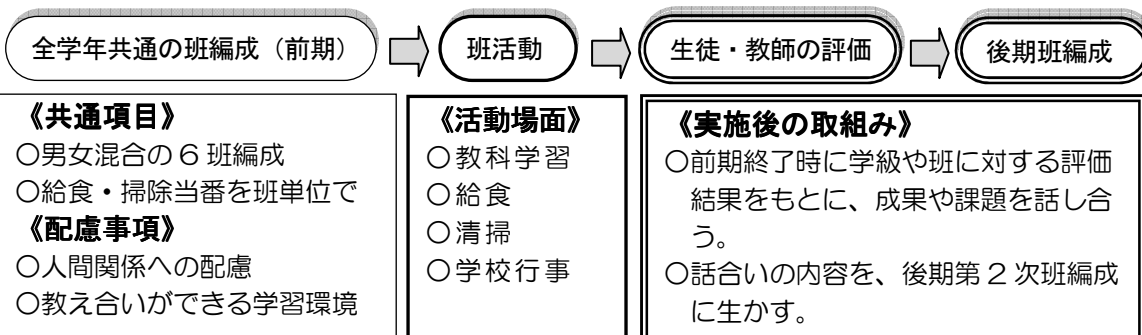 全学年共通の班編成(前期)
班活動
生徒・教師の評価
後期班編成
《共通項目》
○男女混合の6班編成
○給食・掃除当番を班単位で
《配慮事項》
○人間関係への配慮
○教え合いができる学習環境
《活動場面》
○教科学習
○給食
○清掃
○学校行事
《実施後の取組み》
○前期終了時に学級や班に対する評価
結果をもとに、成果や課題を話し合
う。
○話合いの内容を、後期第2次班編成
に生かす。